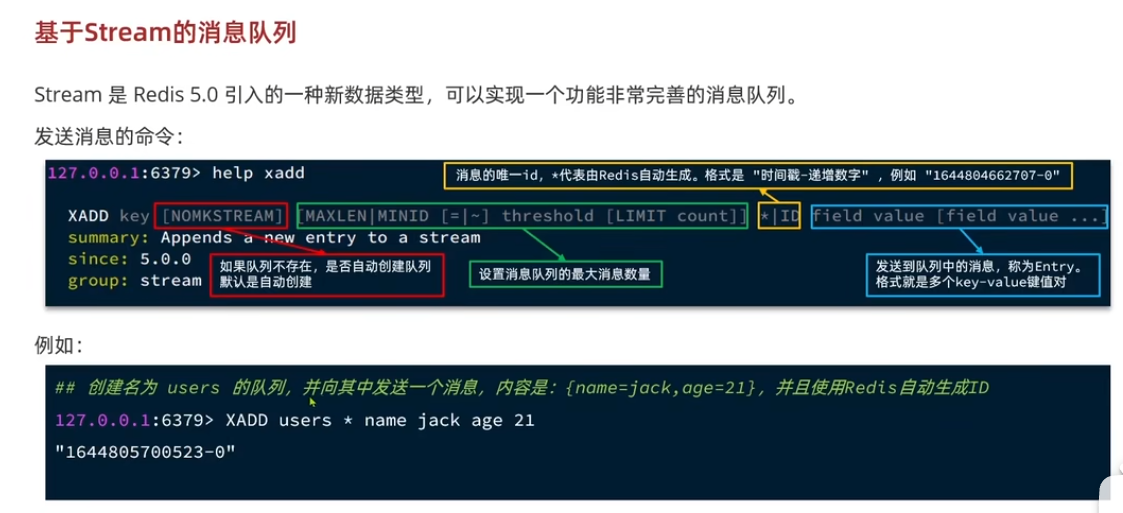 基于Stream的消息队列
Stream 是 Redis 5.0 引入的一种新数据类型，可以实现一个功能非常完善的消息队列。
发送消息的命令：
127.0.0.1:6379> help xadd
消息的唯一id，*代表由Redis自动生成。格式是 "时间戳-递增数字" ，例如 "1644804662707-0"
XADD key [NOMKSTREAM] [MAXLEN|MINID [=|~] threshold [LIMIT count]] *|ID field value [field value ...]
summary: Appends a new entry to a stream
since: 5.0.0
group: stream
如果队列不存在，是否自动创建队列
默认是自动创建
设置消息队列的最大消息数量
发送到队列中的消息，称为Entry。
格式就是多个key-value键值对
例如：
## 创建名为 users 的队列，并向其中发送一个消息，内容是：{name=jack,age=21}，并且使用Redis自动生成ID
127.0.0.1:6379> XADD users * name jack age 21
"1644805700523-0"